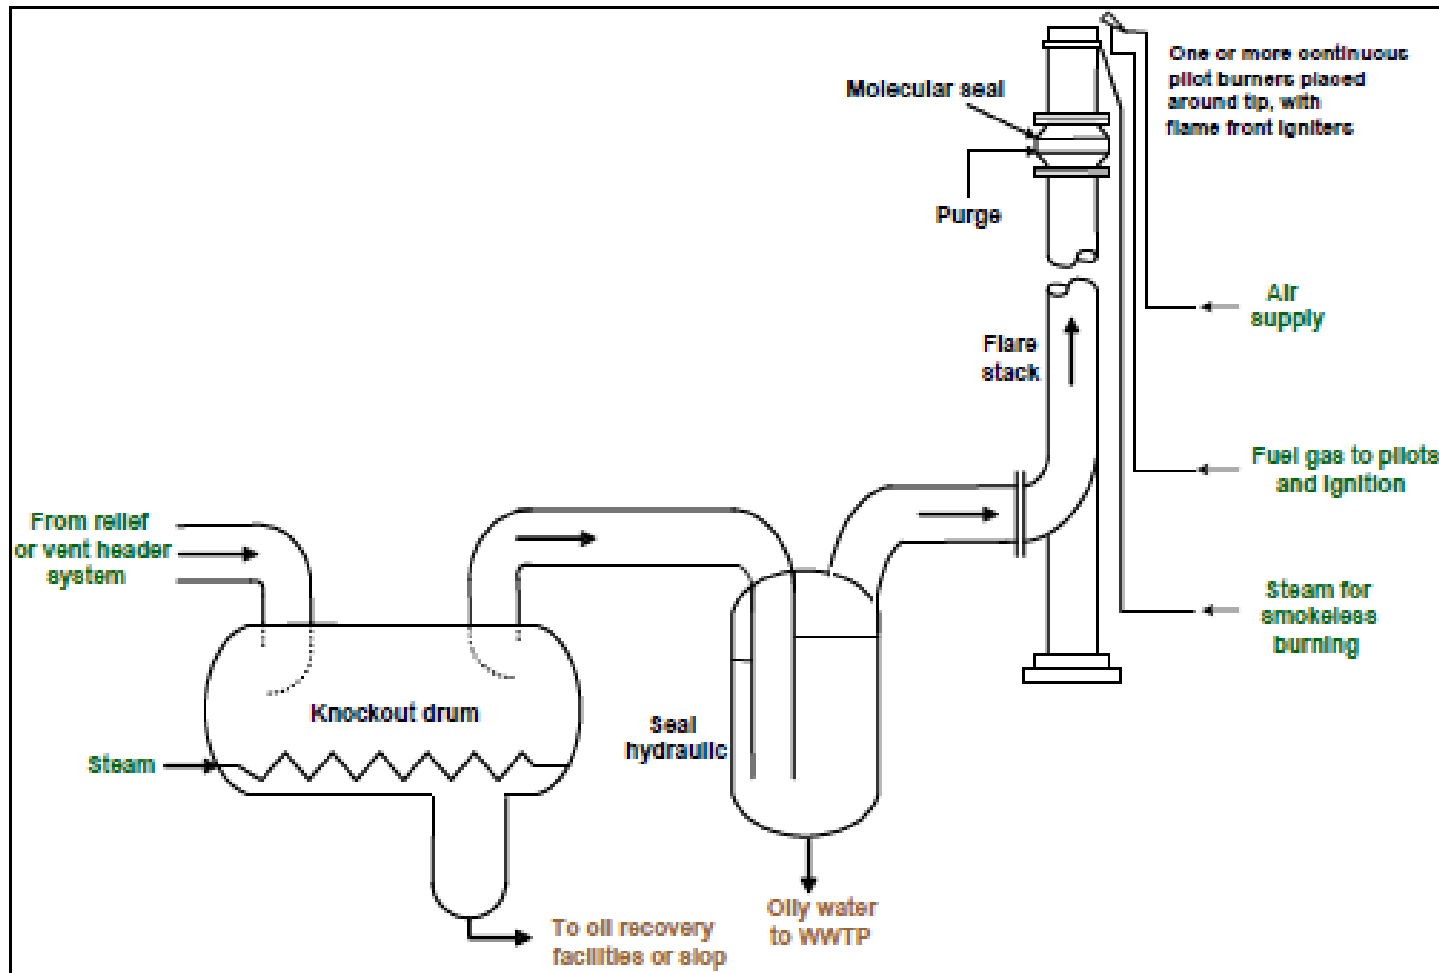 One or more continuous
pilot burners placed
around tip, with
flame front igniters
Molecular seal
Purge
Air
supply
Flare
stack
Fuel gas to pilots
and ignition
From relief
or vent header
system
Steam for
smokeless
burning
Knockout drum
Seal
hydraulic
Steam
Oily water
to WWTP
To oil recovery
facilities or slop